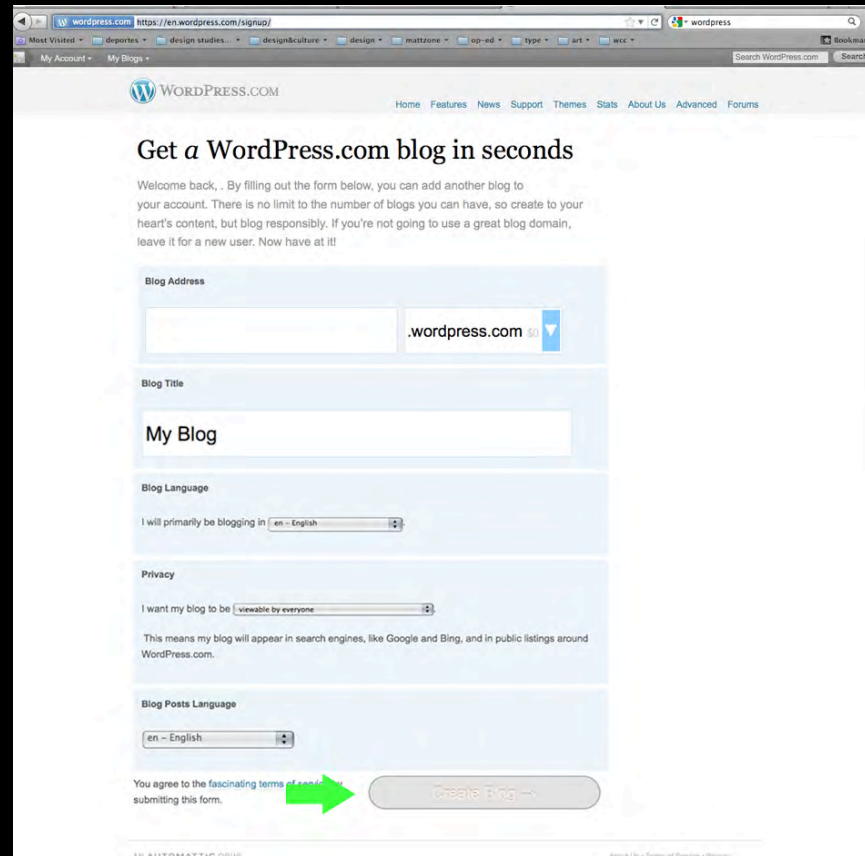 wordpress.com https://en.wordpress.com/signup/ wordpress
Most Visited deportes design studies... design&culture design mattzone op-ed type art wcc Bookmar
My Account My Blogs Search WordPress.com Search
WORDPRESS.COM
Home Features News Support Themes Stats About Us Advanced Forums
Get a WordPress.com blog in seconds
Welcome back, . By filling out the form below, you can add another blog to
your account. There is no limit to the number of blogs you can have, so create to your
heart's content, but blog responsibly. If you're not going to use a great blog domain,
leave it for a new user. Now have at it!
Blog Address
.wordpress.com $0
Blog Title
My Blog
Blog Language
I will primarily be blogging in en – English .
Privacy
I want my blog to be viewable by everyone .
This means my blog will appear in search engines, like Google and Bing, and in public listings around
WordPress.com.
Blog Posts Language
en – English
You agree to the fascinating terms of
submitting this form.
Create Blog →